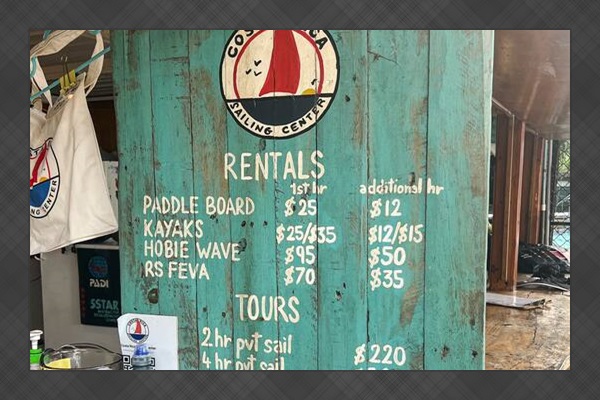 SAILING CENTER
RENTALS
1st hr additional hr
PADDLE BOARD $25 $12
KAYAKS $25/$35 $12/$15
HOBIE WAVE $95 $50
RS FEVA $70 $35
TOURS
2 hr pvt sail $220
4 hr pvt sail
PADI
5STAR